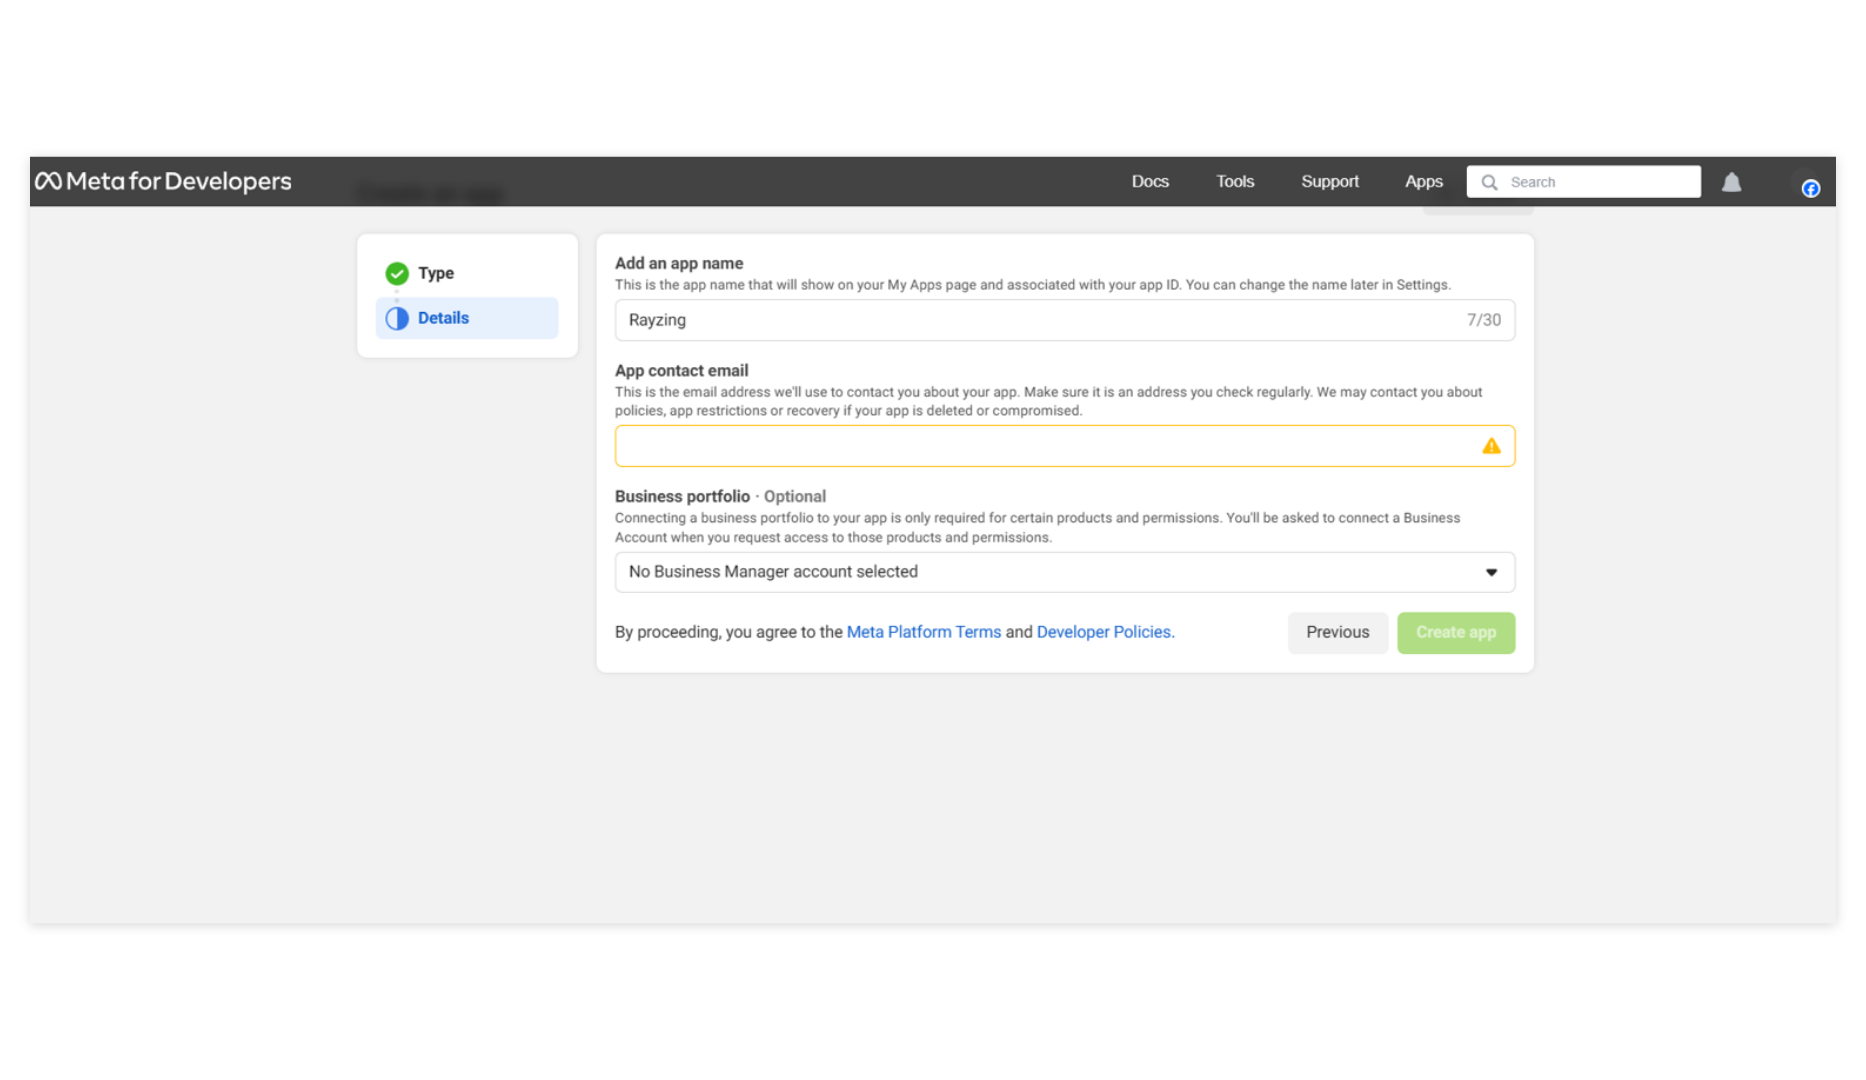 Meta for Developers
Docs
Tools
Support
Apps
Search
Type
Details
Add an app name
This is the app name that will show on your My Apps page and associated with your app ID. You can change the name later in Settings.
Rayzing
7/30
App contact email
This is the email address we'll use to contact you about your app. Make sure it is an address you check regularly. We may contact you about
policies, app restrictions or recovery if your app is deleted or compromised.
Business portfolio · Optional
Connecting a business portfolio to your app is only required for certain products and permissions. You'll be asked to connect a Business
Account when you request access to those products and permissions.
No Business Manager account selected
By proceeding, you agree to the Meta Platform Terms and Developer Policies.
Previous
Create app